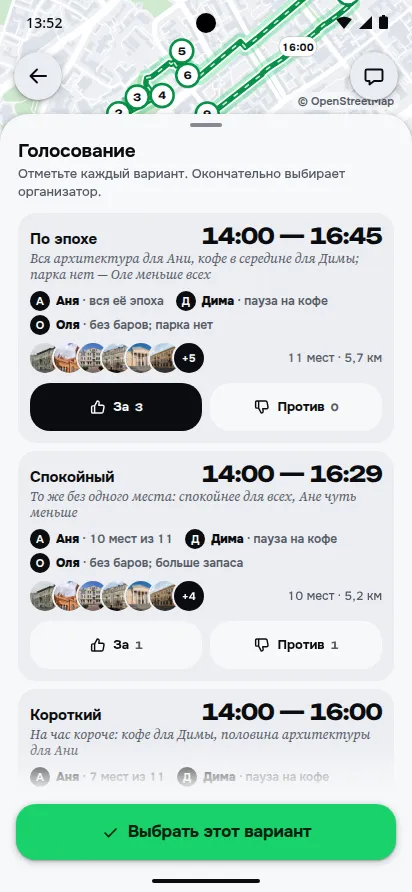 13:52
5
6
16:00
3
4
© OpenStreetMap
Голосование
Отметьте каждый вариант. Окончательно выбирает
организатор.
По эпохе
14:00 — 16:45
Вся архитектура для Ани, кофе в середине для Димы;
парка нет — Оле меньше всех
А Аня · вся её эпоха Д Дима · пауза на кофе
О Оля · без баров; парка нет
+5
11 мест · 5,7 км
За 3
Против 0
Спокойный
14:00 — 16:29
То же без одного места: спокойнее для всех, Ане чуть
меньше
А Аня · 10 мест из 11 Д Дима · пауза на кофе
О Оля · без баров; больше запаса
+4
10 мест · 5,2 км
За 1
Против 1
Короткий
14:00 — 16:00
На час короче: кофе для Димы, половина архитектуры
для Ани
А Аня · 7 мест из 11 Д Дима · пауза на кофе
Выбрать этот вариант